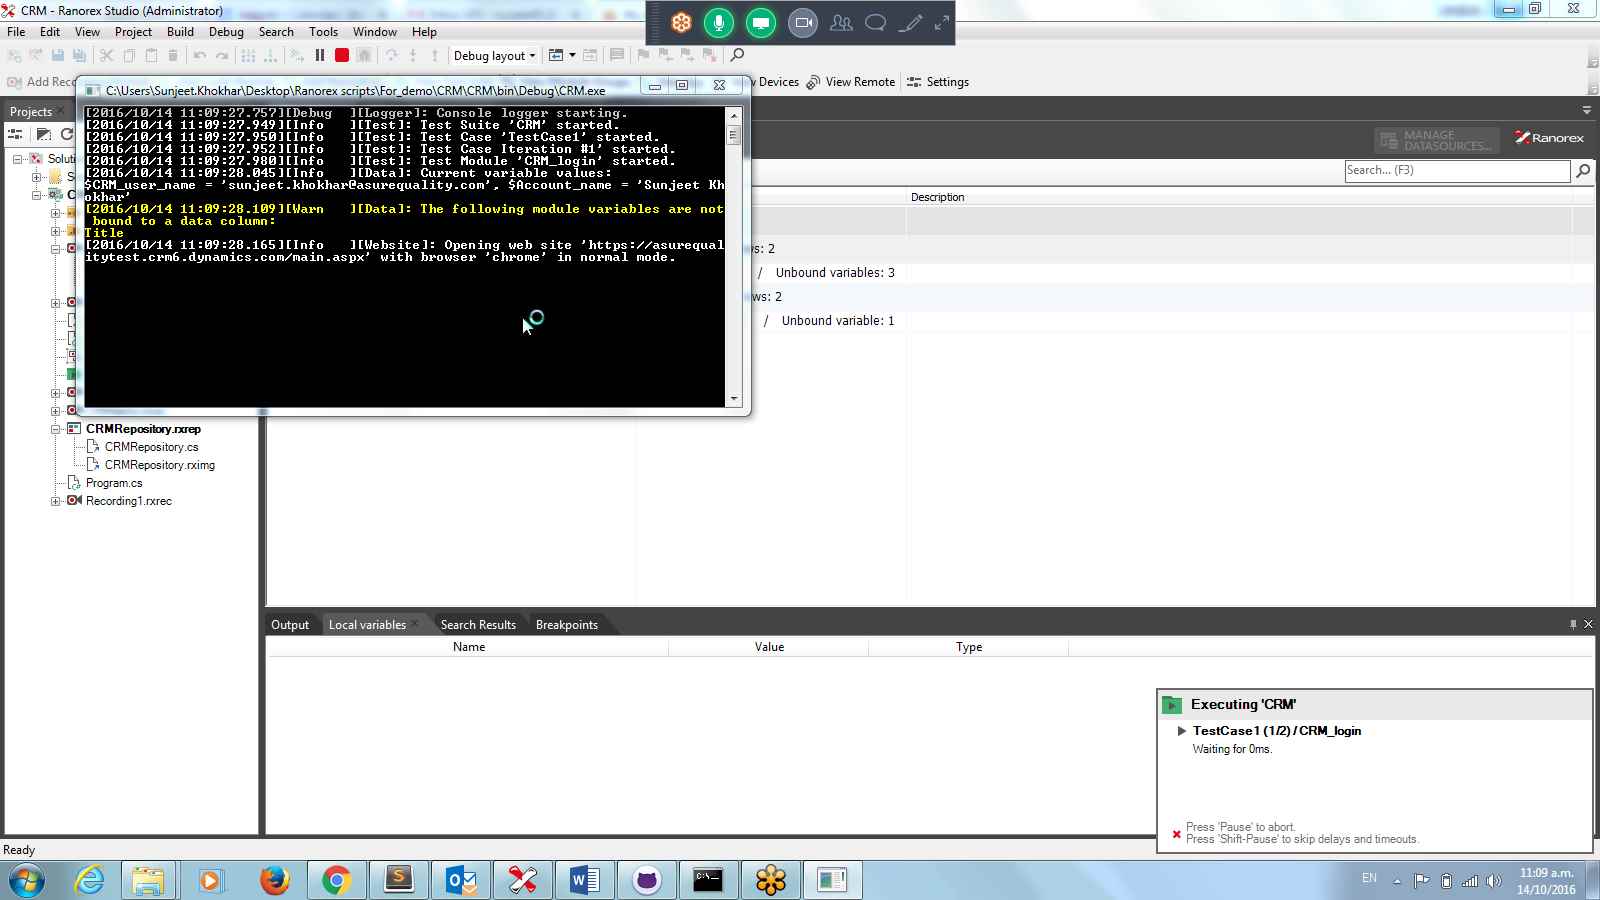 CRM - Ranorex Studio (Administrator)
File Edit View Project Build Debug Search Tools Window Help
Debug layout
Add Rec
Devices View Remote Settings
C:\Users\Sunjeet.Khokhar\Desktop\Ranorex scripts\For_demo\CRM\CRM\bin\Debug\CRM.exe
Projects
[2016/10/14 11:09:27.757][Debug ][Logger]: Console logger starting.
[2016/10/14 11:09:27.949][Info ][Test]: Test Suite 'CRM' started.
[2016/10/14 11:09:27.950][Info ][Test]: Test Case 'TestCase1' started.
[2016/10/14 11:09:27.952][Info ][Test]: Test Case Iteration #1' started.
[2016/10/14 11:09:27.980][Info ][Test]: Test Module 'CRM_login' started.
[2016/10/14 11:09:28.045][Info ][Data]: Current variable values:
$CRM_user_name = 'sunjeet.khokhar@asurequality.com', $Account_name = 'Sunjeet Kh
okhar'
[2016/10/14 11:09:28.109][Warn ][Data]: The following module variables are not
bound to a data column:
Title
[2016/10/14 11:09:28.165][Info ][Website]: Opening web site 'https://asurequal
itytest.crm6.dynamics.com/main.aspx' with browser 'chrome' in normal mode.
MANAGE
DATASOURCES...
Ranorex
Search... (F3)
Description
Solu
ws: 2
/ Unbound variables: 3
ws: 2
/ Unbound variable: 1
CRMRepository.rxrep
CRMRepository.cs
CRMRepository.rximg
Program.cs
Recording1.rxrec
Output Local variables Search Results Breakpoints
Name Value Type
Executing 'CRM'
TestCase1 (1/2) / CRM_login
Waiting for 0ms.
Press 'Pause' to abort.
Press 'Shift-Pause' to skip delays and timeouts.
Ready
EN
11:09 a.m.
14/10/2016